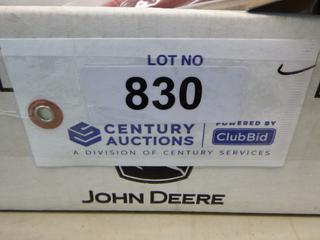 LOT NO
830
CENTURY
AUCTIONS
POWERED BY
ClubBid
A DIVISION OF CENTURY SERVICES
JOHN DEERE